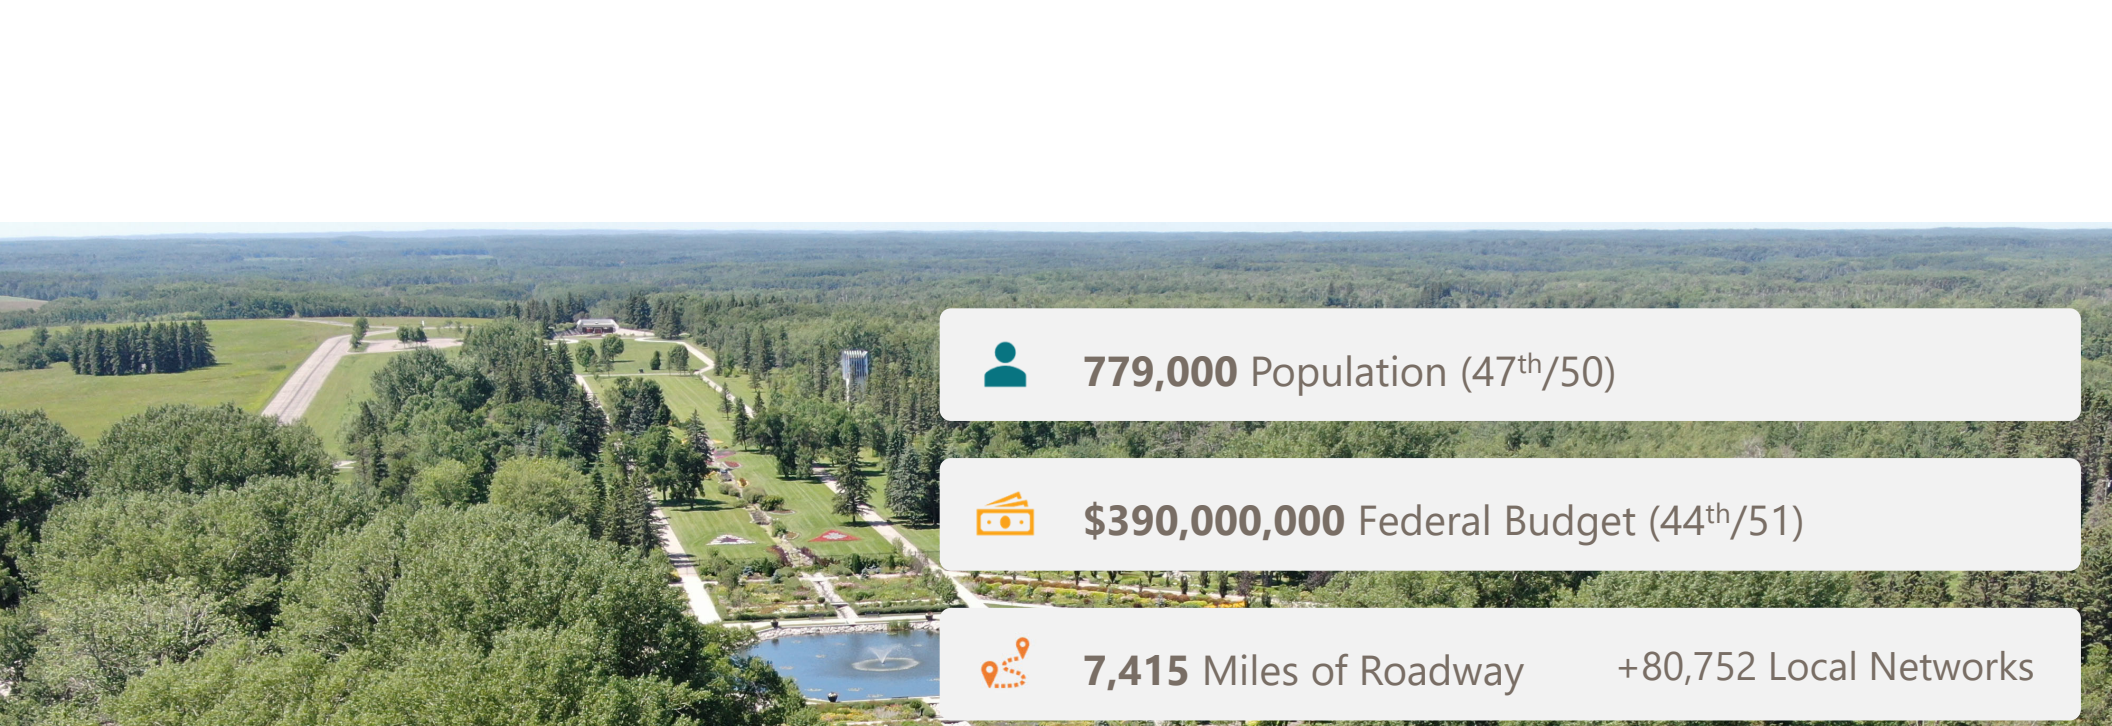 779,000 Population (47th/50)
$390,000,000 Federal Budget (44th/51)
7,415 Miles of Roadway +80,752 Local Networks